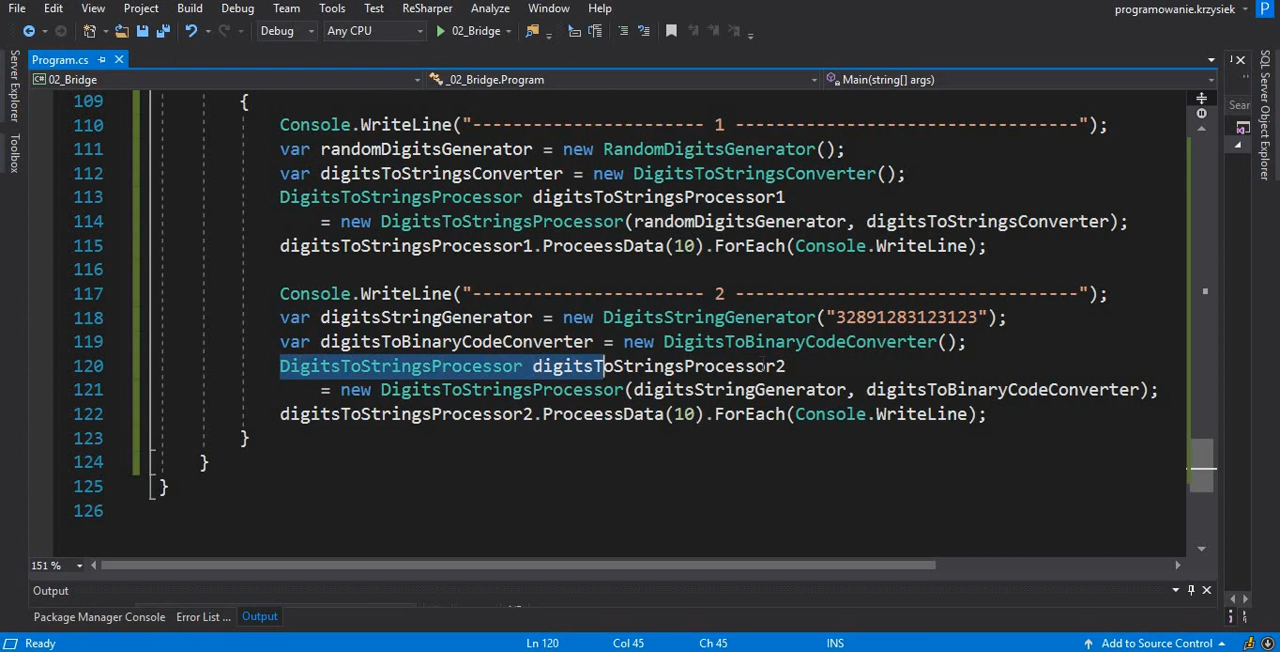 File Edit View Project Build Debug Team Tools Test ReSharper Analyze Window Help programowanie.krzysiek P
Debug Any CPU 02_Bridge
Program.cs
02_Bridge _02_Bridge.Program Main(string[] args)
Server Explorer
Toolbox
SQL Server Object Explorer
Sear
109 {
110 Console.WriteLine("----------------------- 1 ----------------------------------");
111 var randomDigitsGenerator = new RandomDigitsGenerator();
112 var digitsToStringsConverter = new DigitsToStringsConverter();
113 DigitsToStringsProcessor digitsToStringsProcessor1
114 = new DigitsToStringsProcessor(randomDigitsGenerator, digitsToStringsConverter);
115 digitsToStringsProcessor1.ProceessData(10).ForEach(Console.WriteLine);
116
117 Console.WriteLine("----------------------- 2 ----------------------------------");
118 var digitsStringGenerator = new DigitsStringGenerator("32891283123123");
119 var digitsToBinaryCodeConverter = new DigitsToBinaryCodeConverter();
120 DigitsToStringsProcessor digitsToStringsProcessor2
121 = new DigitsToStringsProcessor(digitsStringGenerator, digitsToBinaryCodeConverter);
122 digitsToStringsProcessor2.ProceessData(10).ForEach(Console.WriteLine);
123 }
124 }
125 }
126
151 %
Output
Package Manager Console Error List ... Output
Ready Ln 120 Col 45 Ch 45 INS Add to Source Control